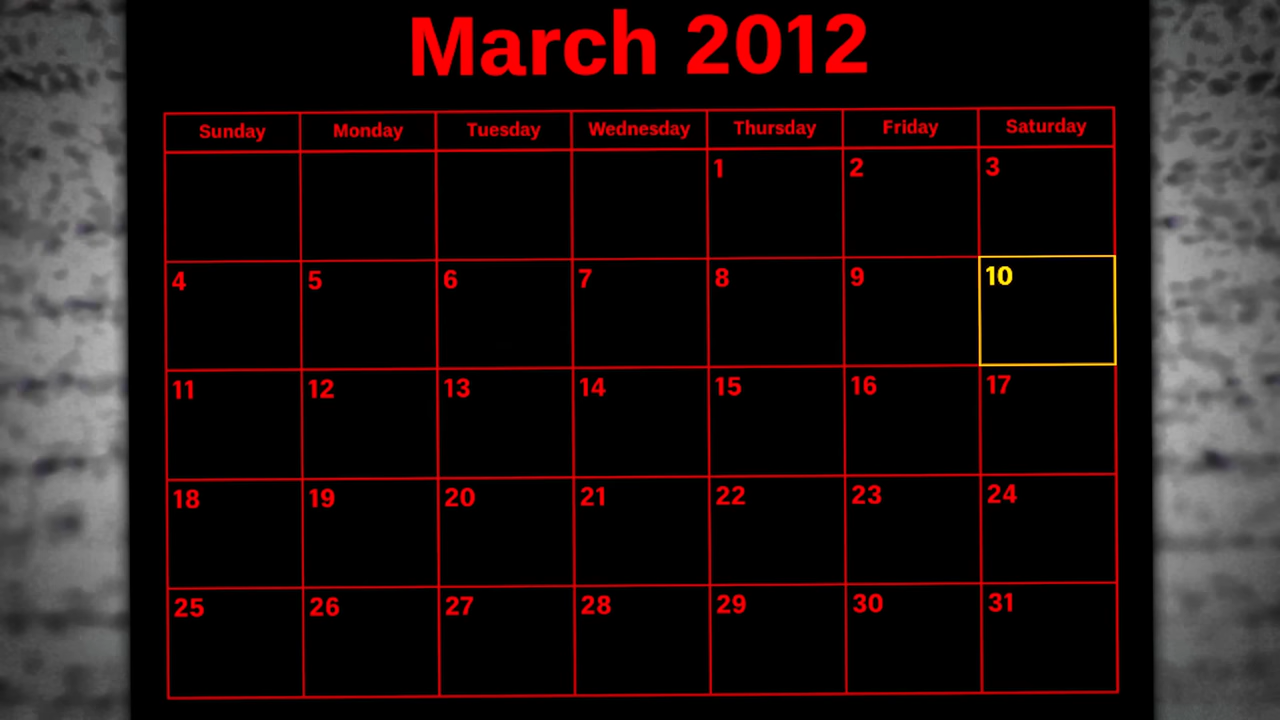 March 2012
Sunday Monday Tuesday Wednesday Thursday Friday Saturday
1 2 3
4 5 6 7 8 9 10
11 12 13 14 15 16 17
18 19 20 21 22 23 24
25 26 27 28 29 30 31